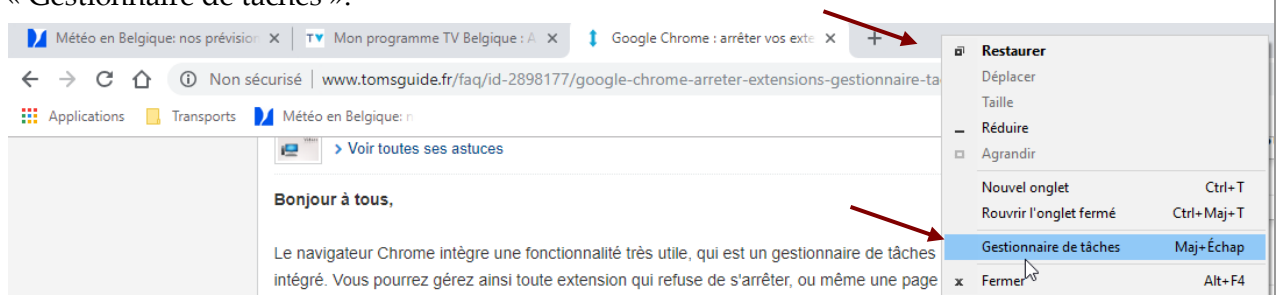 « Gestionnaire de tâches ».
Météo en Belgique: nos prévision
Mon programme TV Belgique : A
Google Chrome : arrêter vos exte
Non sécurisé | www.tomsguide.fr/faq/id-2898177/google-chrome-arreter-extensions-gestionnaire-ta
Applications
Transports
Météo en Belgique: n
> Voir toutes ses astuces
Bonjour à tous,
Le navigateur Chrome intègre une fonctionnalité très utile, qui est un gestionnaire de tâches
intégré. Vous pourrez gérez ainsi toute extension qui refuse de s'arrêter, ou même une page
Restaurer
Déplacer
Taille
Réduire
Agrandir
Nouvel onglet Ctrl+T
Rouvrir l'onglet fermé Ctrl+Maj+T
Gestionnaire de tâches Maj+Échap
Fermer Alt+F4